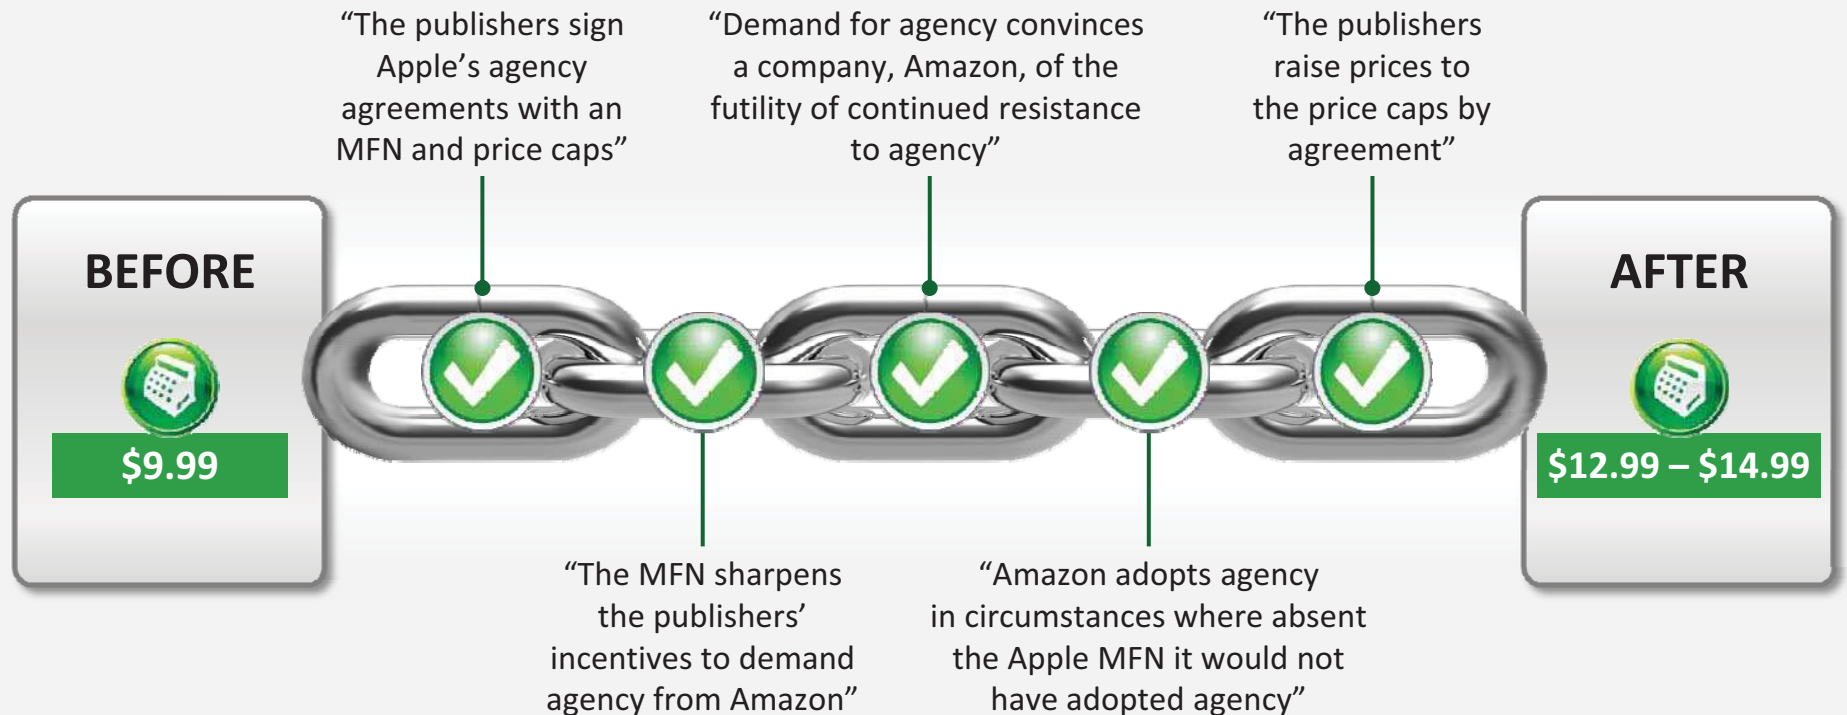 “The publishers sign
Apple’s agency
agreements with an
MFN and price caps”
“Demand for agency convinces
a company, Amazon, of the
futility of continued resistance
to agency”
“The publishers
raise prices to
the price caps by
agreement”
BEFORE
$9.99
AFTER
$12.99 – $14.99
“The MFN sharpens
the publishers’
incentives to demand
agency from Amazon”
“Amazon adopts agency
in circumstances where absent
the Apple MFN it would not
have adopted agency”